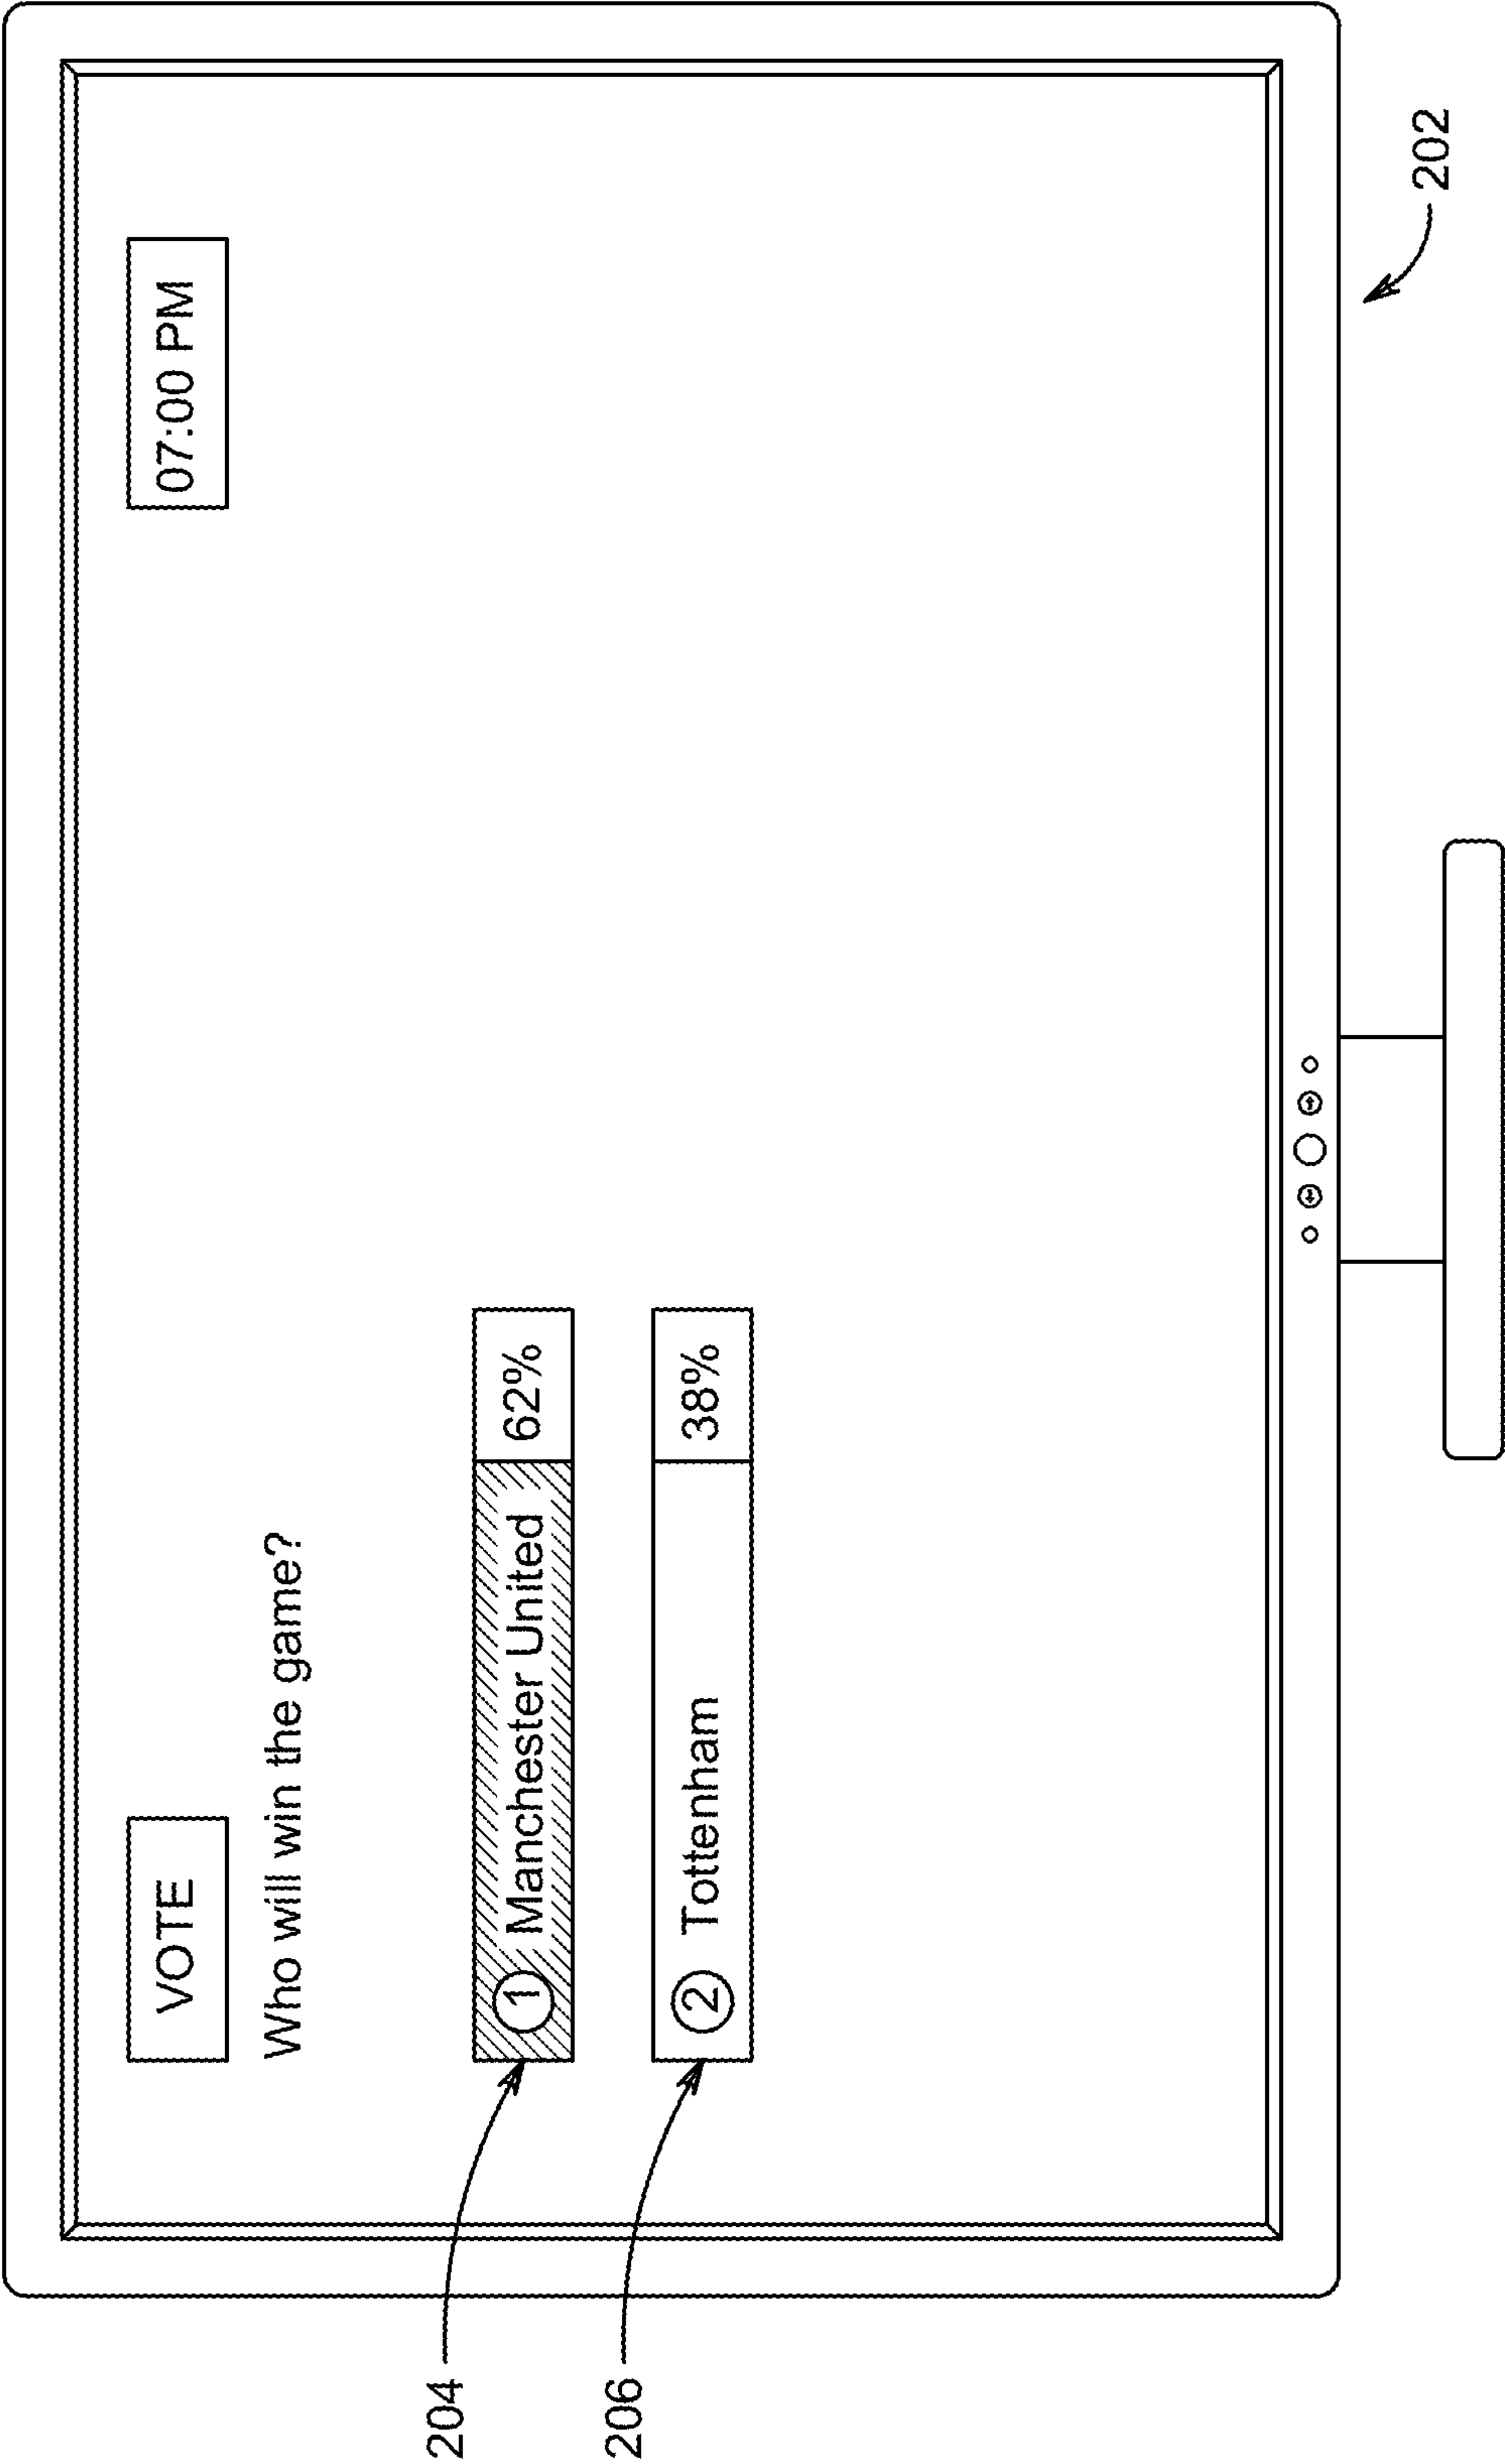 VOTE 07:00 PM
Who will win the game?
204 1 Manchester United 62%
206 2 Tottenham 38%
202